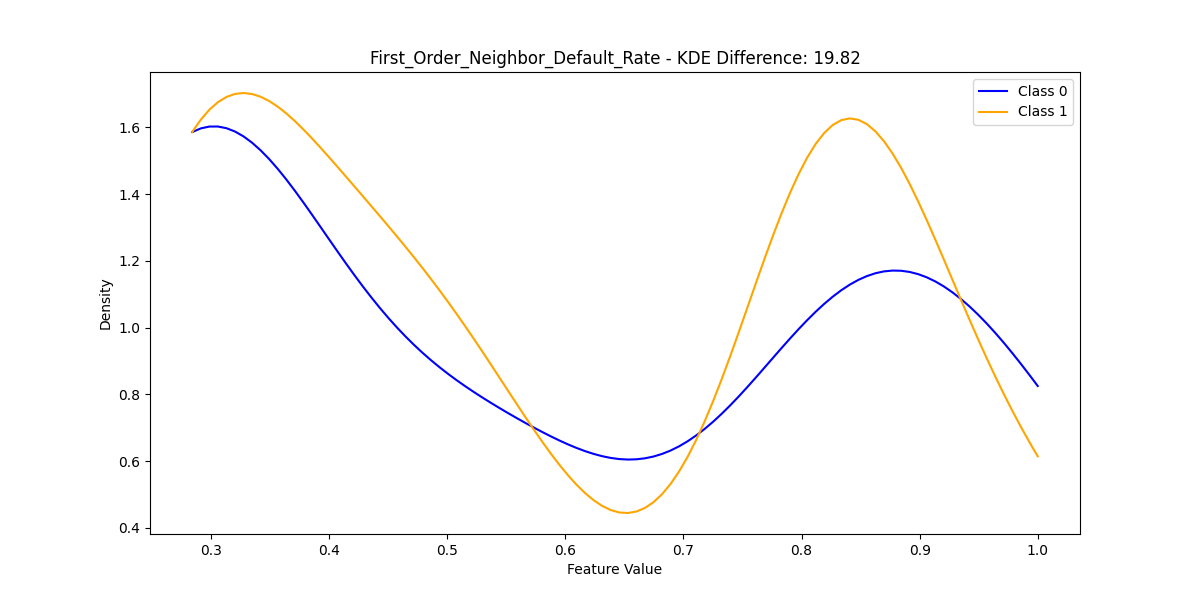 First_Order_Neighbor_Default_Rate - KDE Difference: 19.82
Class 0
Class 1
Density
1.6
1.4
1.2
1.0
0.8
0.6
0.4
0.3 0.4 0.5 0.6 0.7 0.8 0.9 1.0
Feature Value